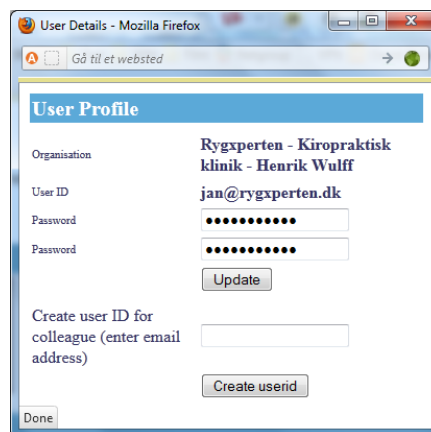 User Details - Mozilla Firefox
Gå til et websted
User Profile
Organisation
Rygxperten - Kiropraktisk
klinik - Henrik Wulff
User ID
jan@rygxperten.dk
Password
●●●●●●●●●●●
Password
●●●●●●●●●●●
Update
Create user ID for
colleague (enter email
address)
Create userid
Done